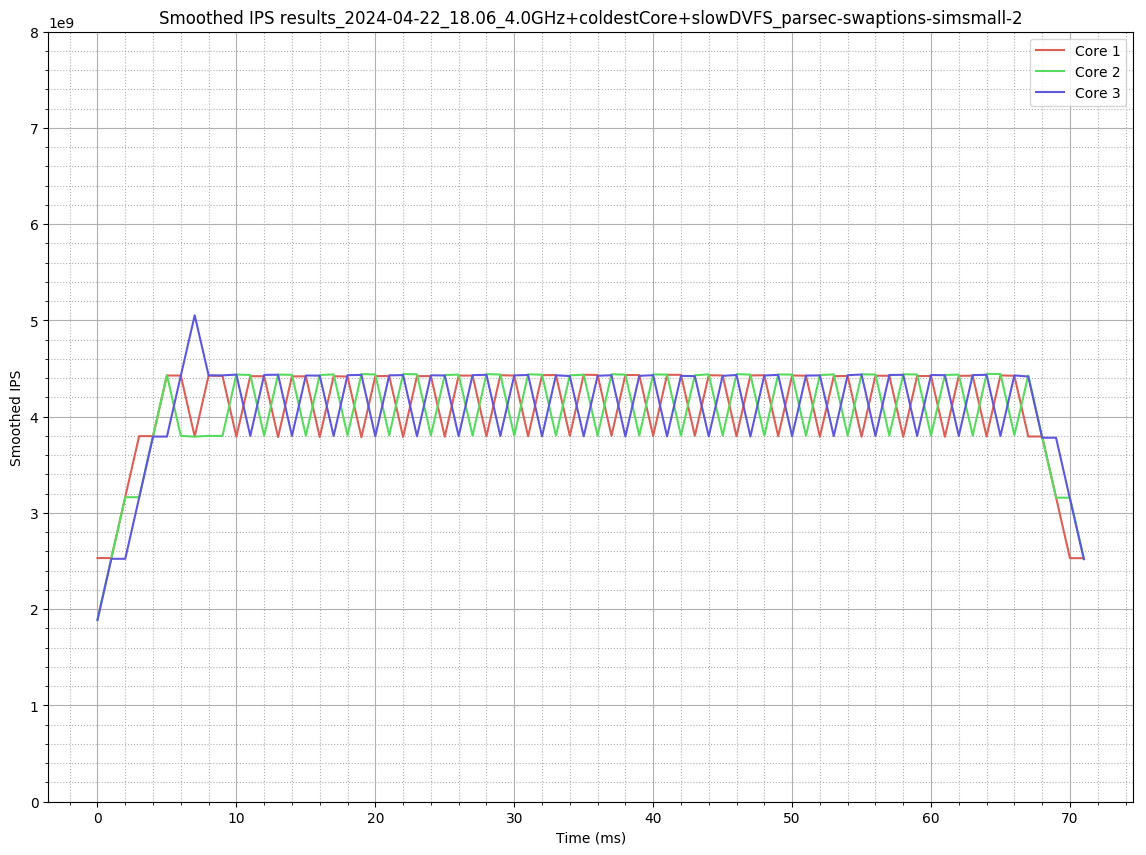 Smoothed IPS results_2024-04-22_18.06_4.0GHz+coldestCore+slowDVFS_parsec-swaptions-simsmall-2
1e9
8
7
6
5
4
3
2
1
0
Smoothed IPS
Core 1
Core 2
Core 3
0 10 20 30 40 50 60 70
Time (ms)